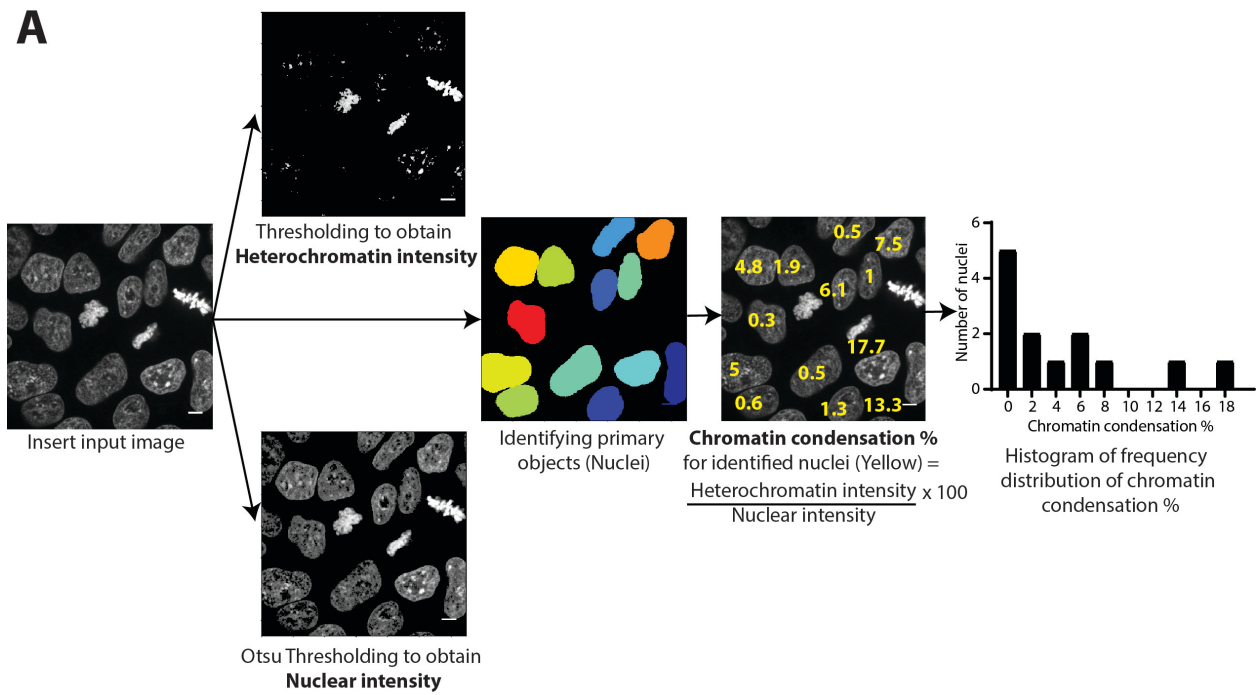 A
Thresholding to obtain
Heterochromatin intensity
Insert input image
Otsu Thresholding to obtain
Nuclear intensity
Identifying primary
objects (Nuclei)
0.5
7.5
4.8
1.9
1
6.1
0.3
17.7
5
0.5
0.6
1.3
13.3
Chromatin condensation %
for identified nuclei (Yellow) =
Heterochromatin intensity x 100
Nuclear intensity
Number of nuclei
6
4
2
0
0 2 4 6 8 10 12 14 16 18
Chromatin condensation %
Histogram of frequency
distribution of chromatin
condensation %